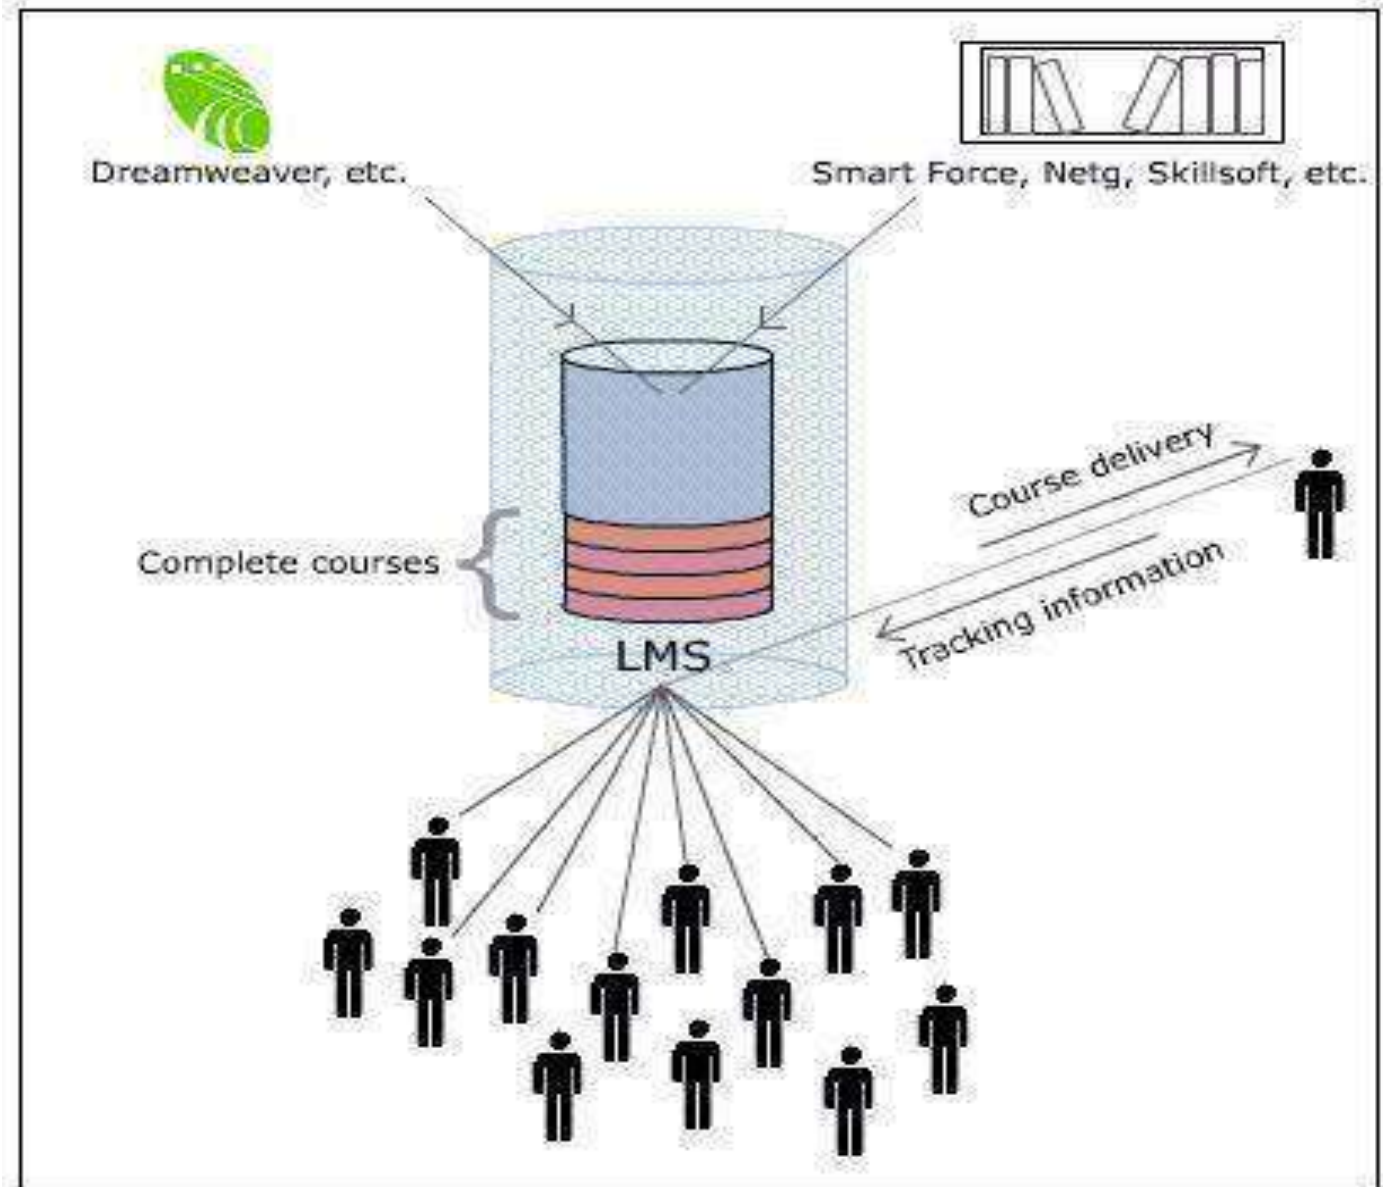 Dreamweaver, etc.
Smart Force, Netg, Skillsoft, etc.
Course delivery
Complete courses
Tracking information
LMS